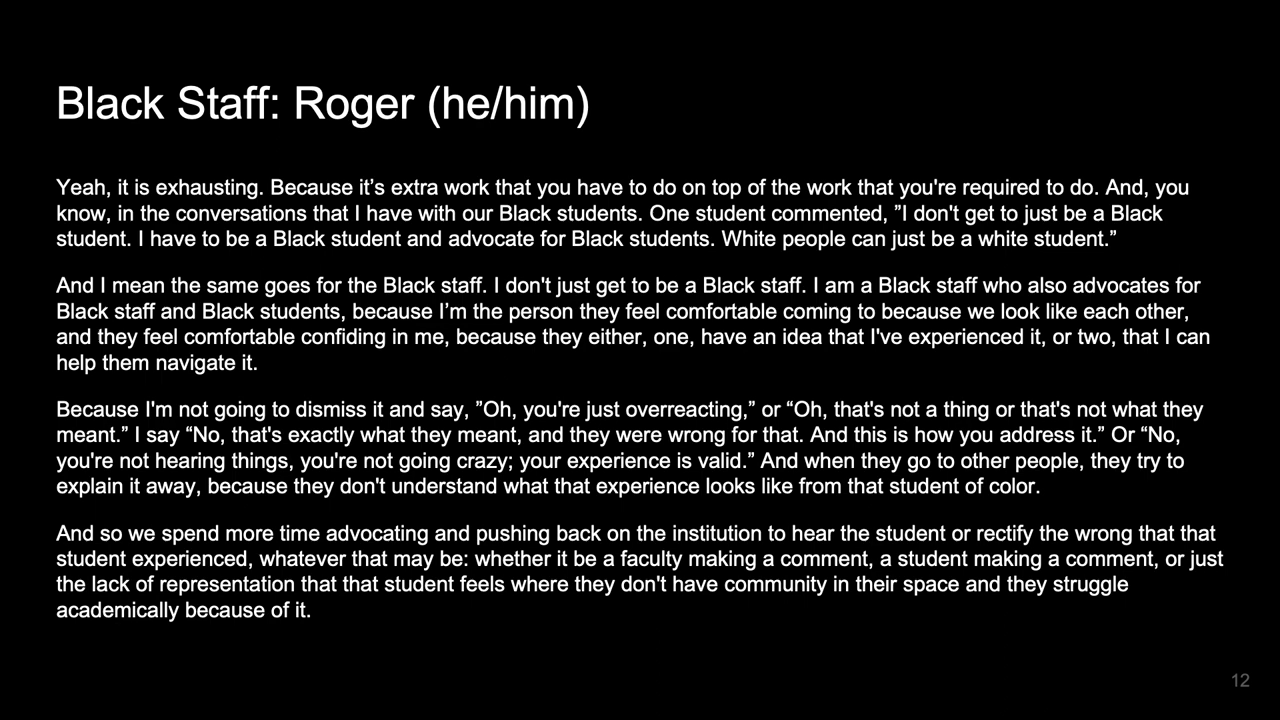 Black Staff: Roger (he/him)
Yeah, it is exhausting. Because it’s extra work that you have to do on top of the work that you're required to do. And, you
know, in the conversations that I have with our Black students. One student commented, ”I don't get to just be a Black
student. I have to be a Black student and advocate for Black students. White people can just be a white student.”
And I mean the same goes for the Black staff. I don't just get to be a Black staff. I am a Black staff who also advocates for
Black staff and Black students, because I’m the person they feel comfortable coming to because we look like each other,
and they feel comfortable confiding in me, because they either, one, have an idea that I've experienced it, or two, that I can
help them navigate it.
Because I'm not going to dismiss it and say, ”Oh, you're just overreacting,” or “Oh, that's not a thing or that's not what they
meant.” I say “No, that's exactly what they meant, and they were wrong for that. And this is how you address it.” Or “No,
you're not hearing things, you're not going crazy; your experience is valid.” And when they go to other people, they try to
explain it away, because they don't understand what that experience looks like from that student of color.
And so we spend more time advocating and pushing back on the institution to hear the student or rectify the wrong that that
student experienced, whatever that may be: whether it be a faculty making a comment, a student making a comment, or just
the lack of representation that that student feels where they don't have community in their space and they struggle
academically because of it.
12